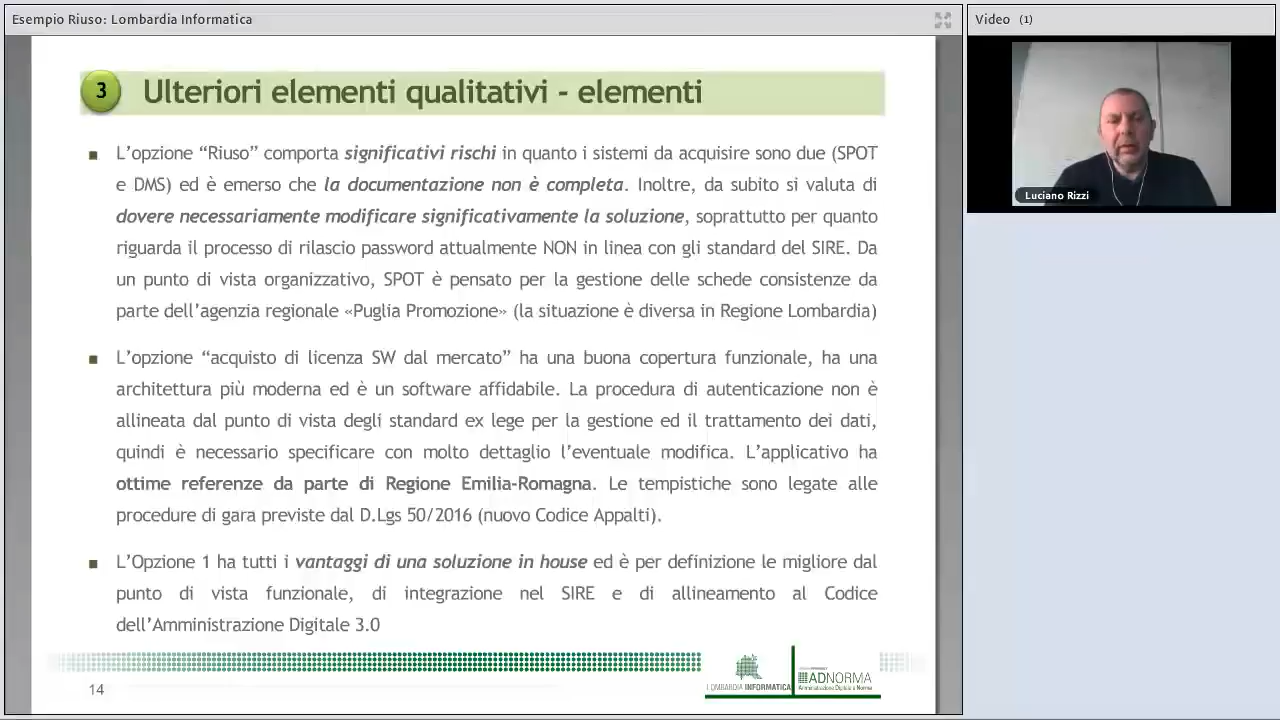 Esempio Riuso: Lombardia Informatica
Video (1)
Luciano Rizzi
3 Ulteriori elementi qualitativi - elementi
L’opzione “Riuso” comporta significativi rischi in quanto i sistemi da acquisire sono due (SPOT
e DMS) ed è emerso che la documentazione non è completa. Inoltre, da subito si valuta di
dovere necessariamente modificare significativamente la soluzione, soprattutto per quanto
riguarda il processo di rilascio password attualmente NON in linea con gli standard del SIRE. Da
un punto di vista organizzativo, SPOT è pensato per la gestione delle schede consistenze da
parte dell’agenzia regionale «Puglia Promozione» (la situazione è diversa in Regione Lombardia)
L’opzione “acquisto di licenza SW dal mercato” ha una buona copertura funzionale, ha una
architettura più moderna ed è un software affidabile. La procedura di autenticazione non è
allineata dal punto di vista degli standard ex lege per la gestione ed il trattamento dei dati,
quindi è necessario specificare con molto dettaglio l’eventuale modifica. L’applicativo ha
ottime referenze da parte di Regione Emilia-Romagna. Le tempistiche sono legate alle
procedure di gara previste dal D.Lgs 50/2016 (nuovo Codice Appalti).
L’Opzione 1 ha tutti i vantaggi di una soluzione in house ed è per definizione le migliore dal
punto di vista funzionale, di integrazione nel SIRE e di allineamento al Codice
dell’Amministrazione Digitale 3.0
14
LOMBARDIA INFORMATICA
ADNORMA
Amministrazione Digitale a Norma